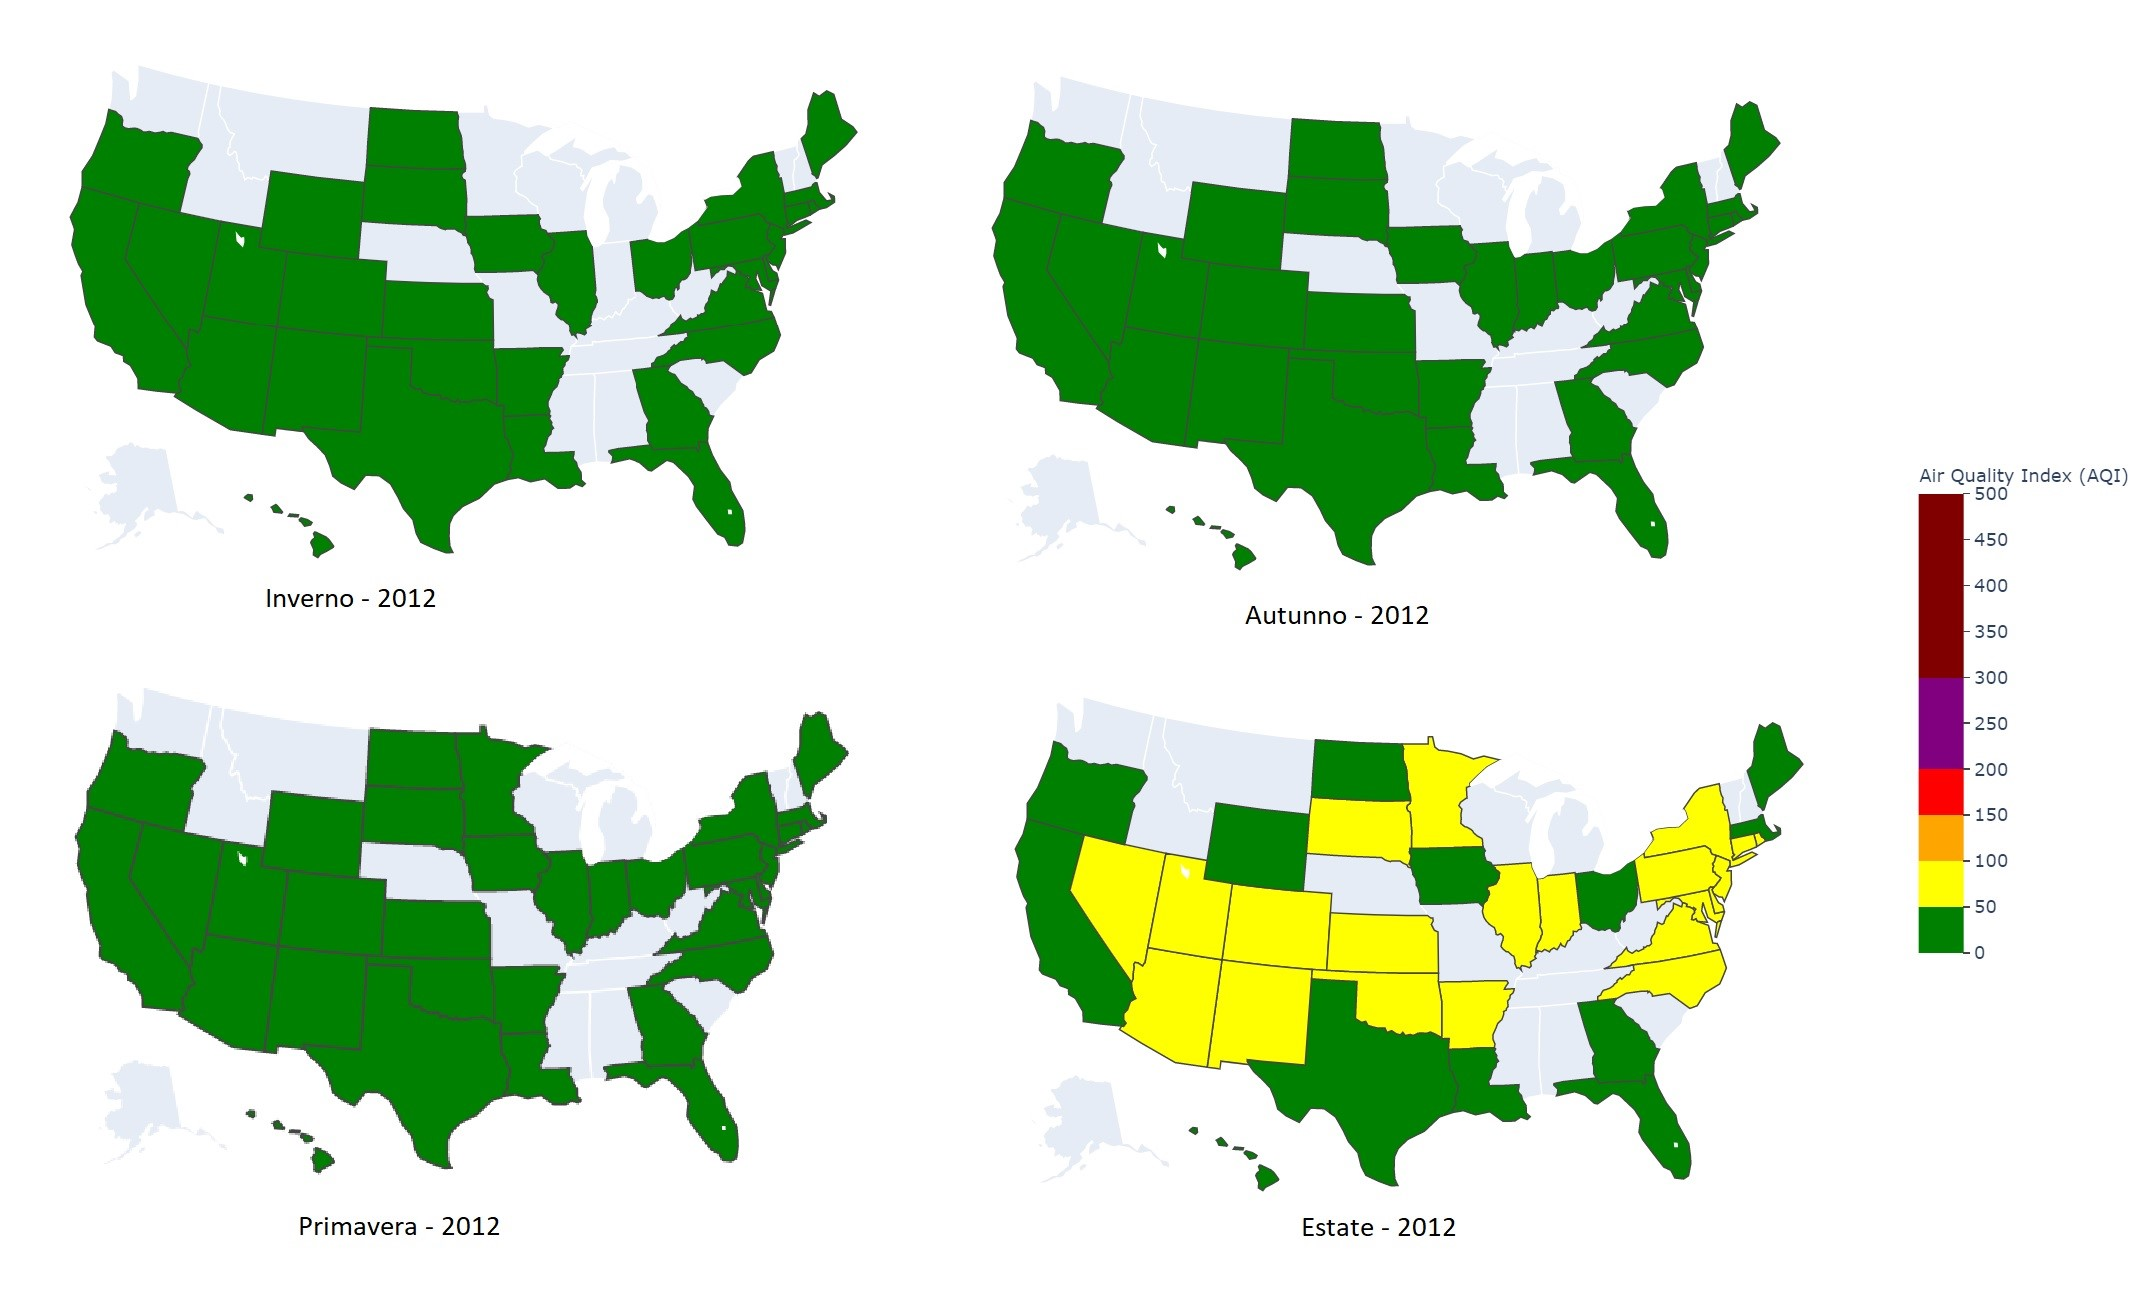 Inverno - 2012
Autunno - 2012
Air Quality Index (AQI)
500
450
400
350
300
250
200
150
100
50
0
Primavera - 2012
Estate - 2012